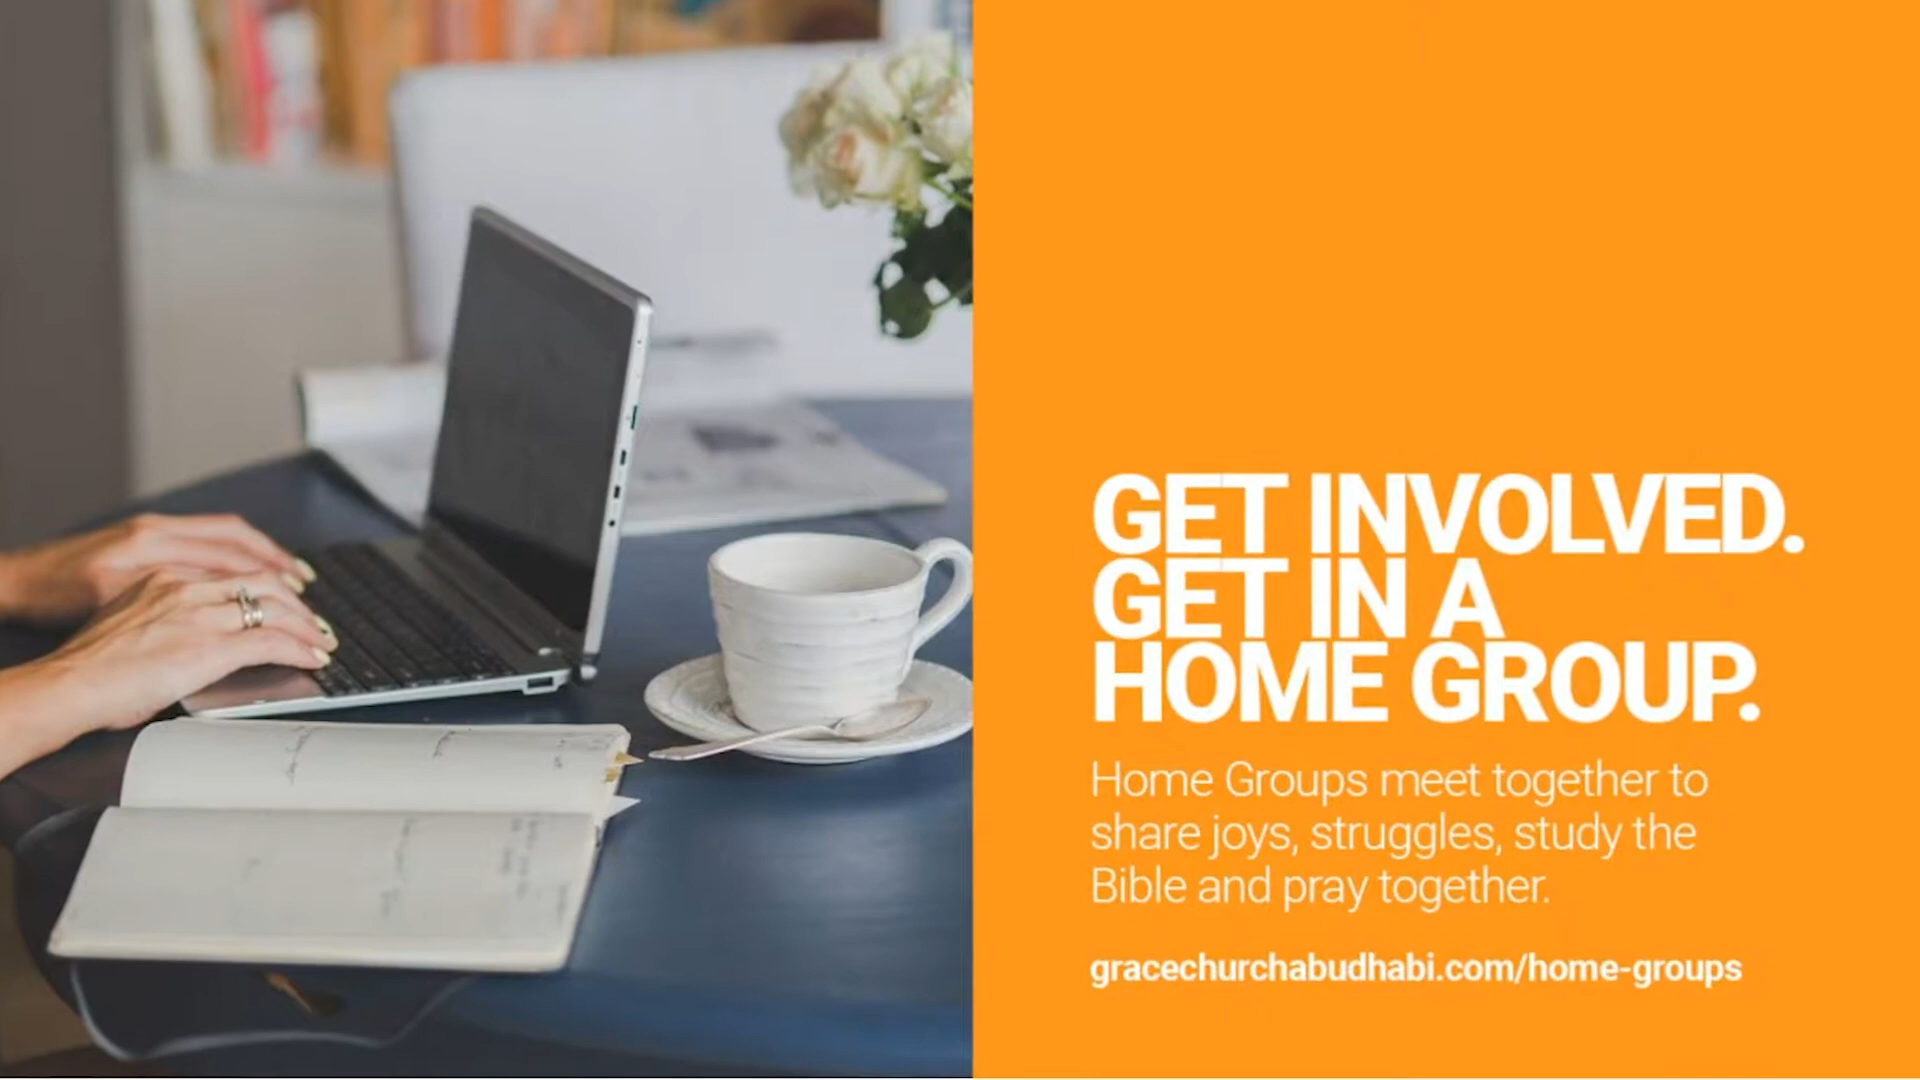 GET INVOLVED.
GET IN A
HOME GROUP.
Home Groups meet together to
share joys, struggles, study the
Bible and pray together.
gracechurchabudhabi.com/home-groups